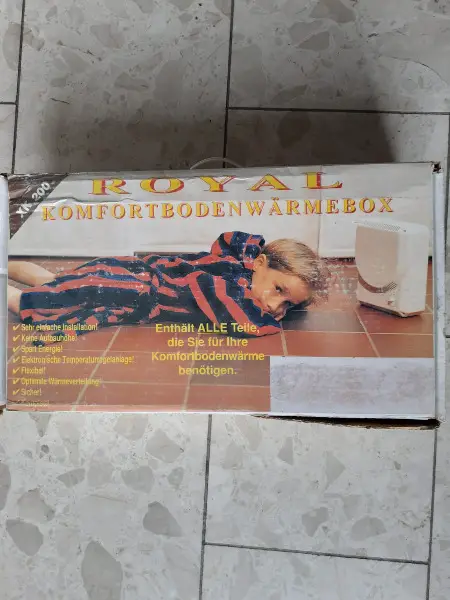 ROYAL
KOMFORTBODENWÄRMEBOX
Enthält ALLE Teile,
die Sie für Ihre
Komfortbodenwärme
benötigen.
✓ Sehr einfache Installation!
✓ Keine Aufbauhöhe!
✓ Spart Energie!
✓ Elektronische Temperaturregelanlage!
✓ Flexibel!
✓ Optimale Wärmeverteilung!
✓ Sicher!